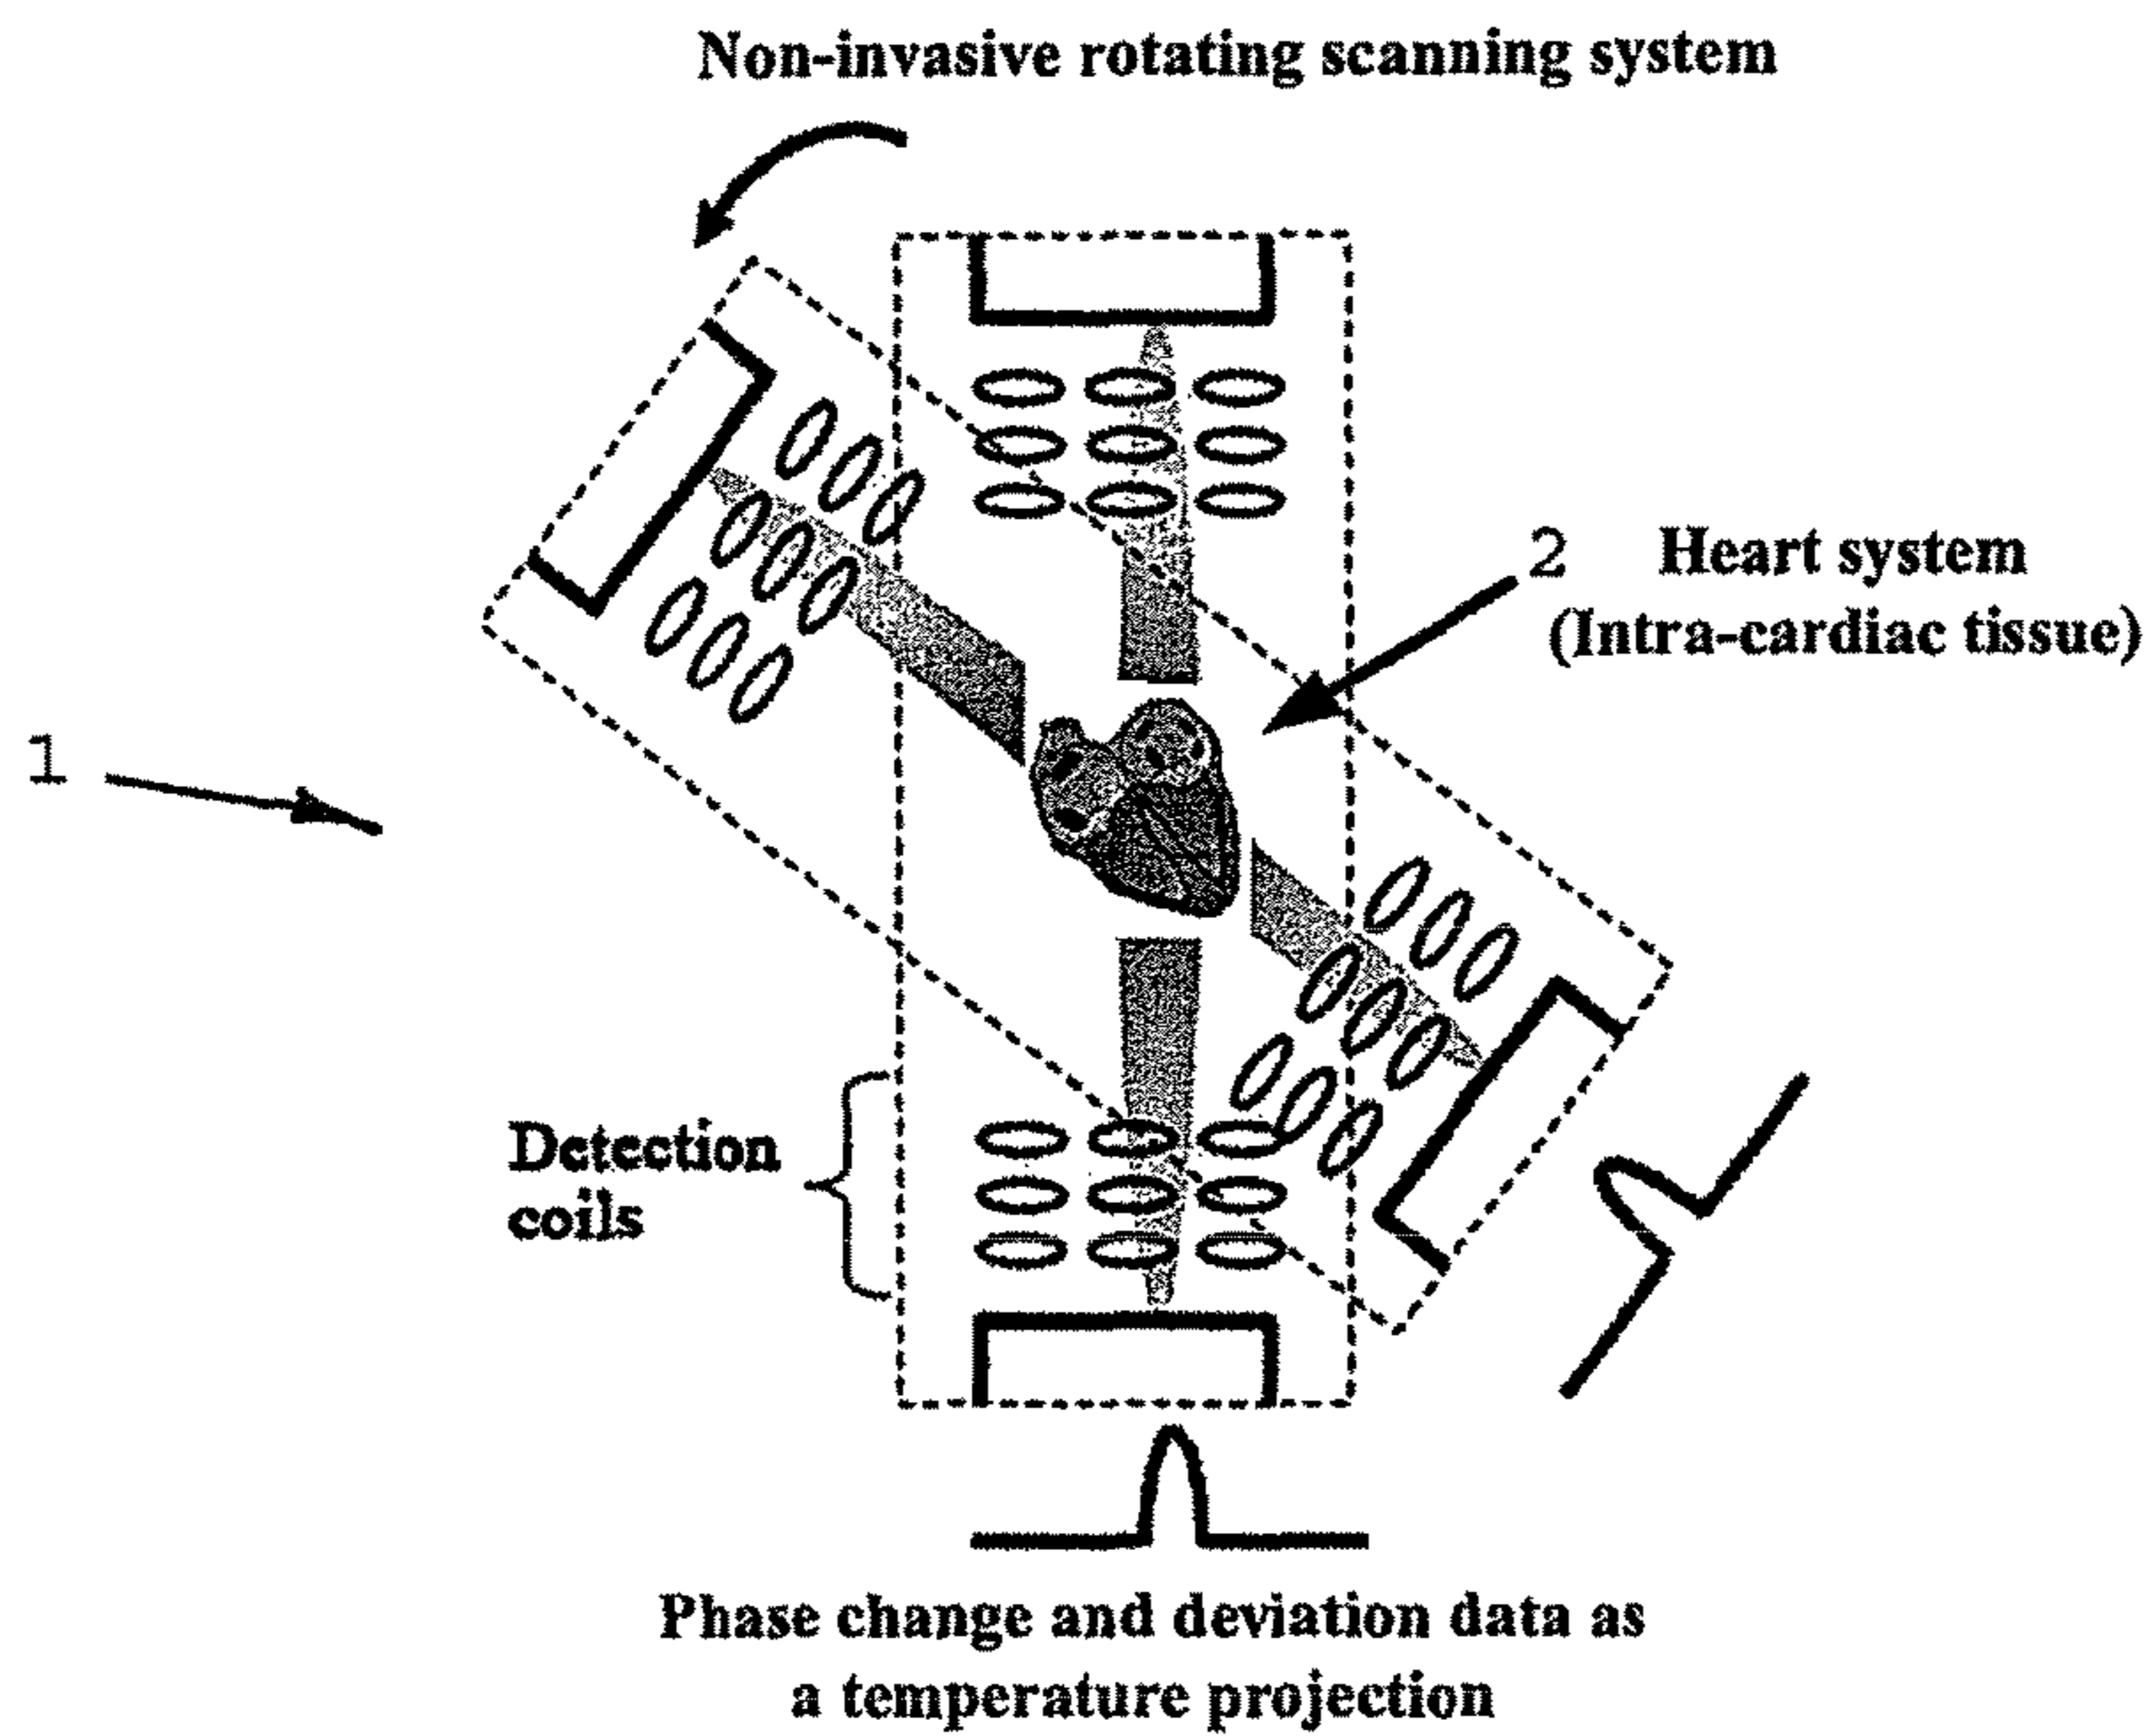 Non-invasive rotating scanning system
2 Heart system
(Intra-cardiac tissue)
1
Detection
coils
Phase change and deviation data as
a temperature projection